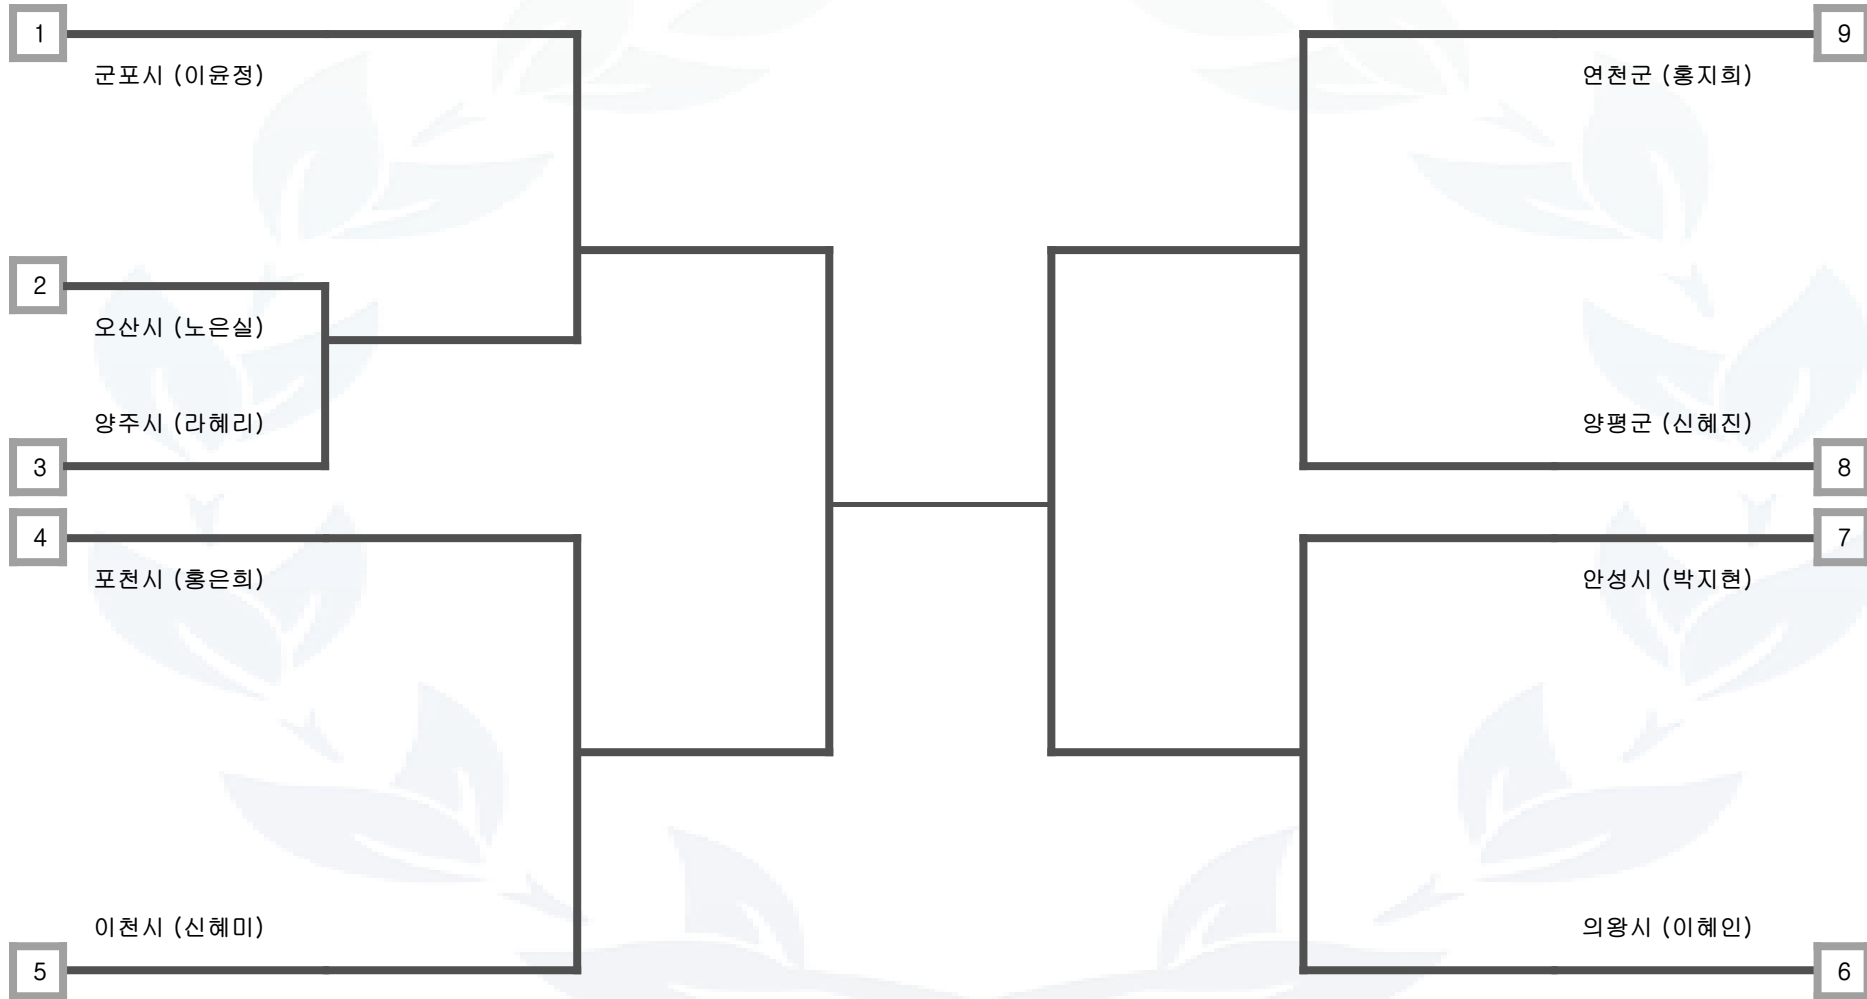 1
군포시 (이윤정)
2
오산시 (노은실)
양주시 (라혜리)
3
4
포천시 (홍은희)
이천시 (신혜미)
5
9
연천군 (홍지희)
양평군 (신혜진)
8
7
안성시 (박지현)
의왕시 (이혜인)
6